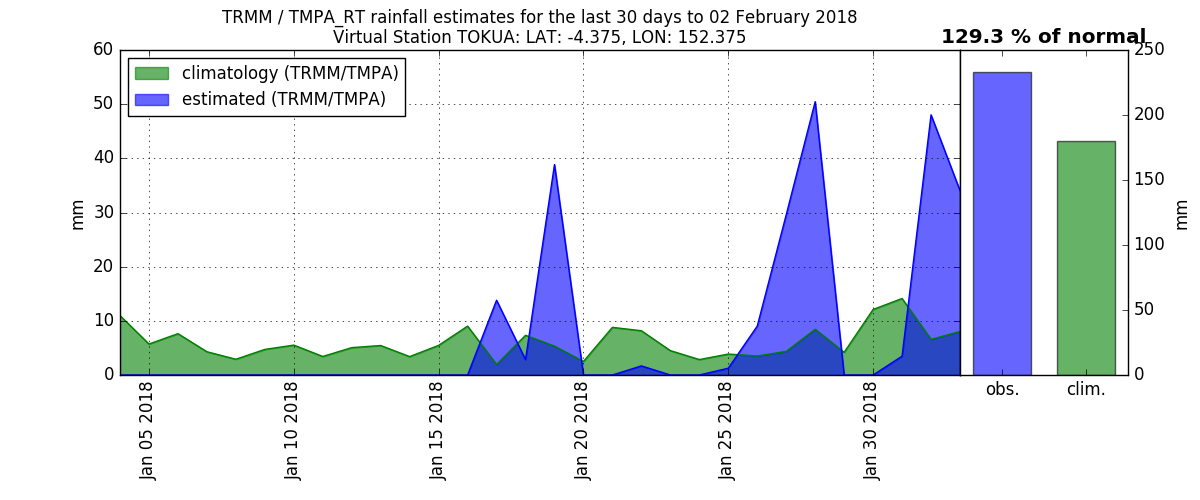 TRMM / TMPA_RT rainfall estimates for the last 30 days to 02 February 2018
Virtual Station TOKUA: LAT: -4.375, LON: 152.375
129.3 % of normal
climatology (TRMM/TMPA)
estimated (TRMM/TMPA)
60
50
40
30
20
10
0
mm
Jan 05 2018
Jan 10 2018
Jan 15 2018
Jan 20 2018
Jan 25 2018
Jan 30 2018
obs.
clim.
250
200
150
100
50
0
mm